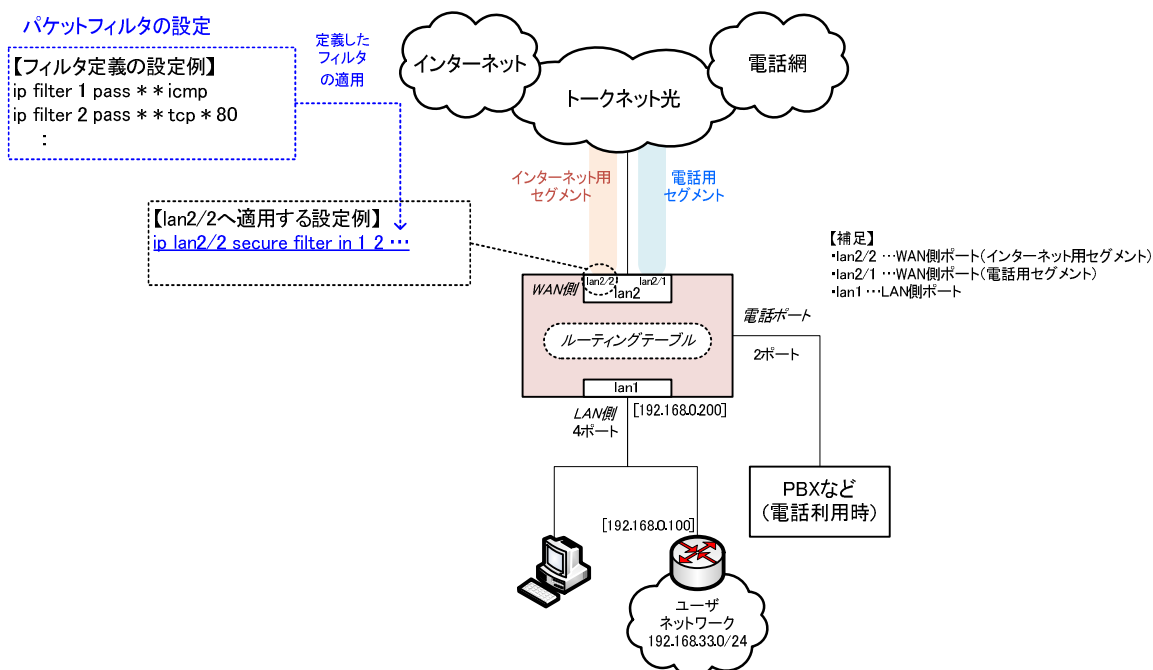 パケットフィルタの設定
【フィルタ定義の設定例】
ip filter 1 pass * * icmp
ip filter 2 pass * * tcp * 80
:
定義した
フィルタ
の適用
インターネット
トークネット光
電話網
インターネット用
セグメント
電話用
セグメント
【lan2/2へ適用する設定例】
ip lan2/2 secure filter in 1 2 …
【補足】
・lan2/2 …WAN側ポート(インターネット用セグメント)
・lan2/1 …WAN側ポート(電話用セグメント)
・lan1 …LAN側ポート
WAN側
lan2/2
lan2/1
lan2
ルーティングテーブル
電話ポート
2ポート
lan1
LAN側
4ポート
[192.168.0.200]
PBXなど
(電話利用時)
[192.168.0.100]
ユーザ
ネットワーク
192.168.33.0/24